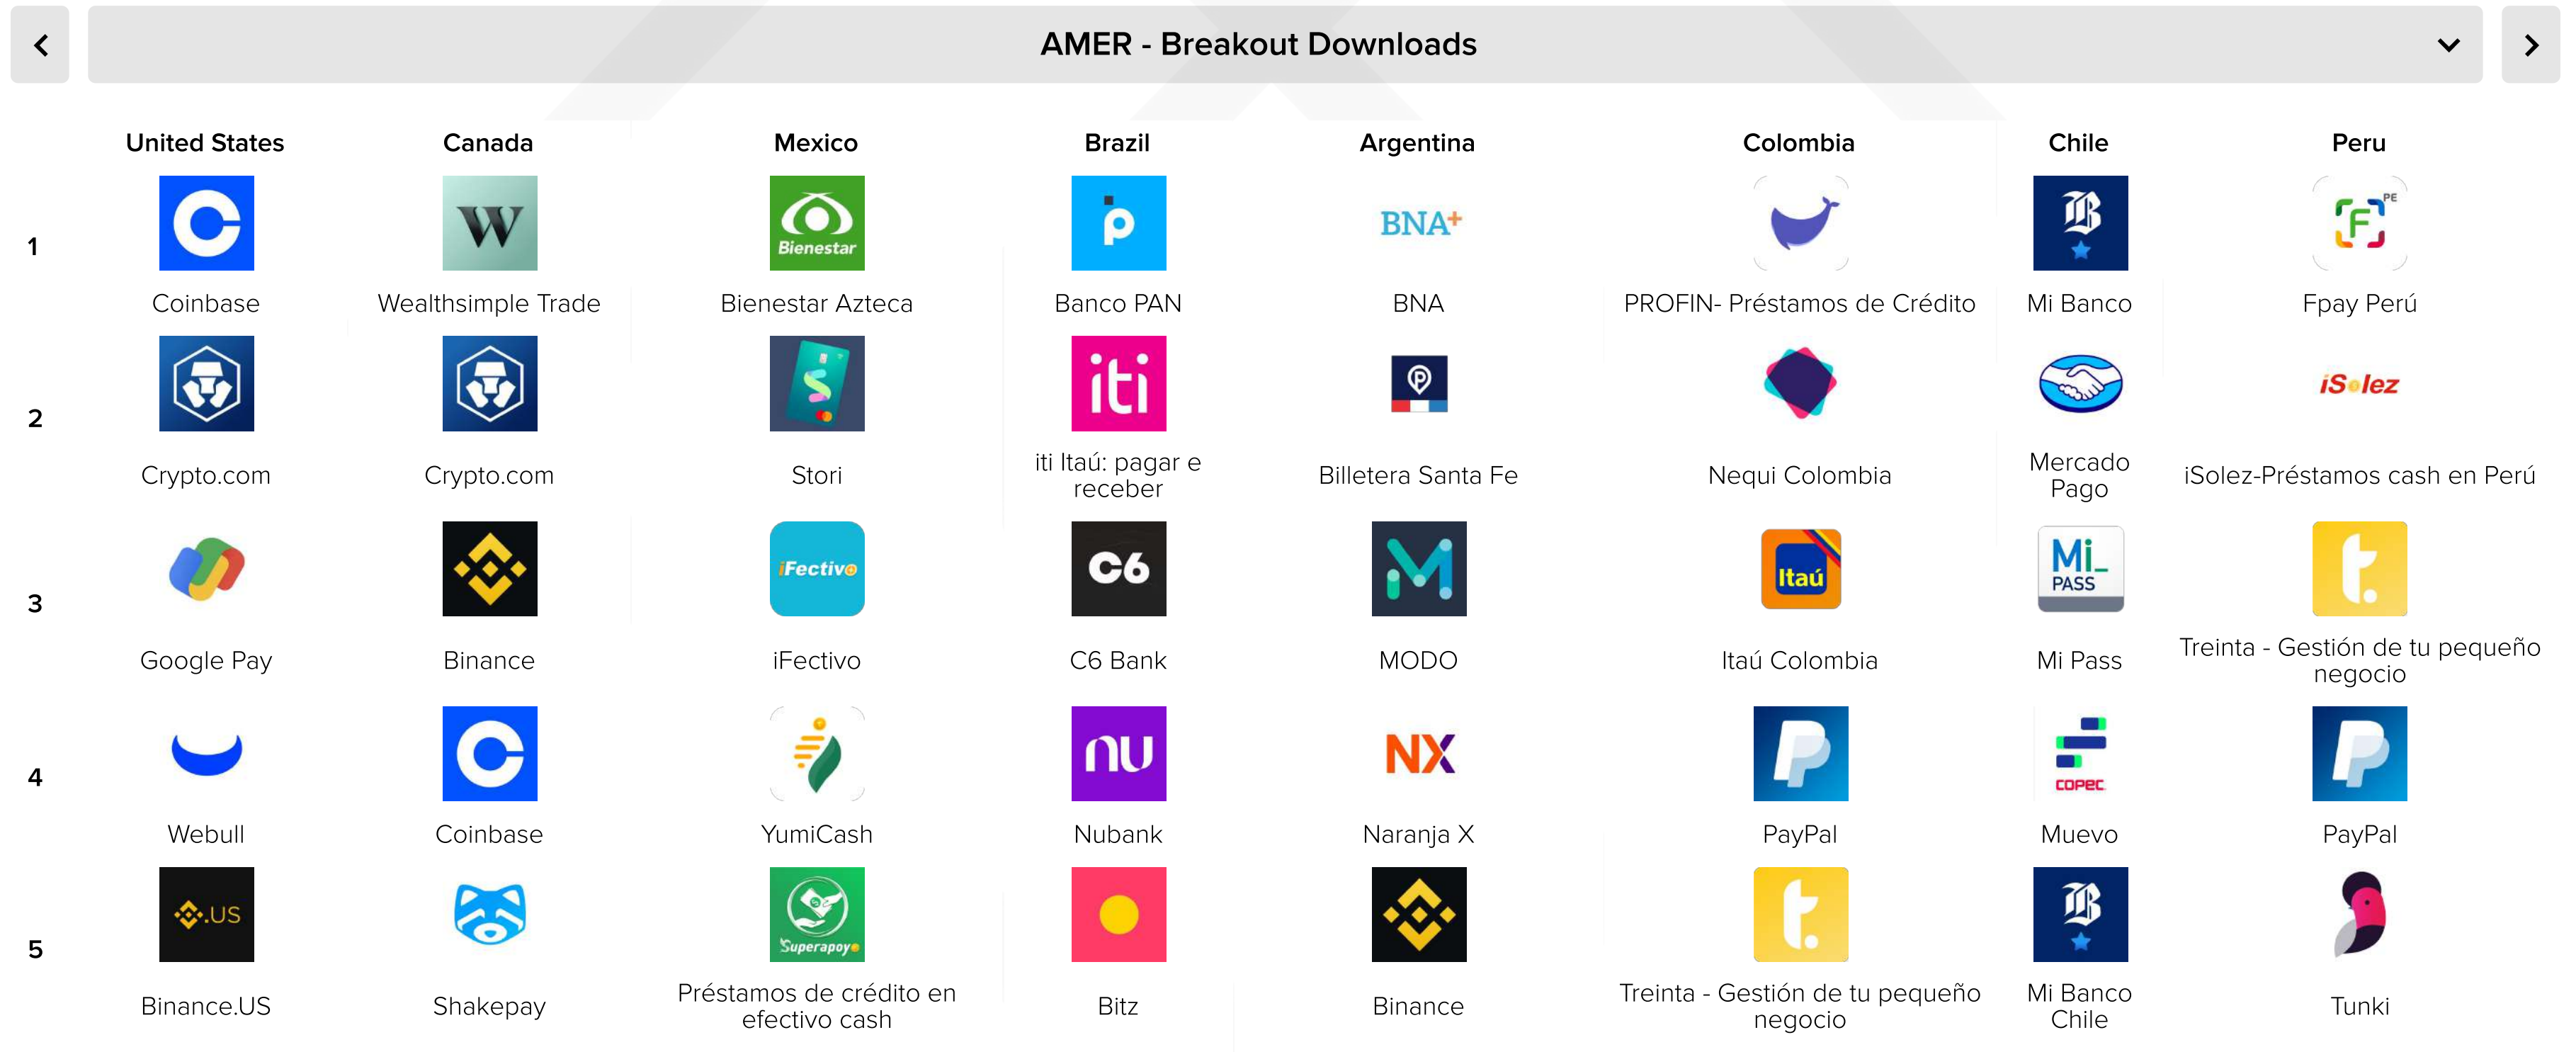 AMER - Breakout Downloads
United States Canada Mexico Brazil Argentina Colombia Chile Peru
1
Bienestar
BNA+
PE
F
Coinbase Wealthsimple Trade Bienestar Azteca Banco PAN BNA PROFIN- Préstamos de Crédito Mi Banco Fpay Perú
2
iti
iSolez
Crypto.com Crypto.com Stori iti Itaú: pagar e receber Billetera Santa Fe Nequi Colombia Mercado Pago iSolez-Préstamos cash en Perú
3
iFectivo
C6
Itaú
Mi_
PASS
t.
Google Pay Binance iFectivo C6 Bank MODO Itaú Colombia Mi Pass Treinta - Gestión de tu pequeño negocio
4
nu
NX
COPEC
Webull Coinbase YumiCash Nubank Naranja X PayPal Muevo PayPal
5
.US
Superapoyo
t.
Binance.US Shakepay Préstamos de crédito en efectivo cash Bitz Binance Treinta - Gestión de tu pequeño negocio Mi Banco Chile Tunki